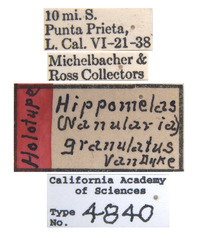 10 mi. S.
Punta Prieta,
L. Cal. VI-21-38
Michelbacher &
Ross Collectors
Holotype
Hippomelas
(Nanularia)
granulatus
VanDyke
California Academy
of Sciences
Type
No. 4840